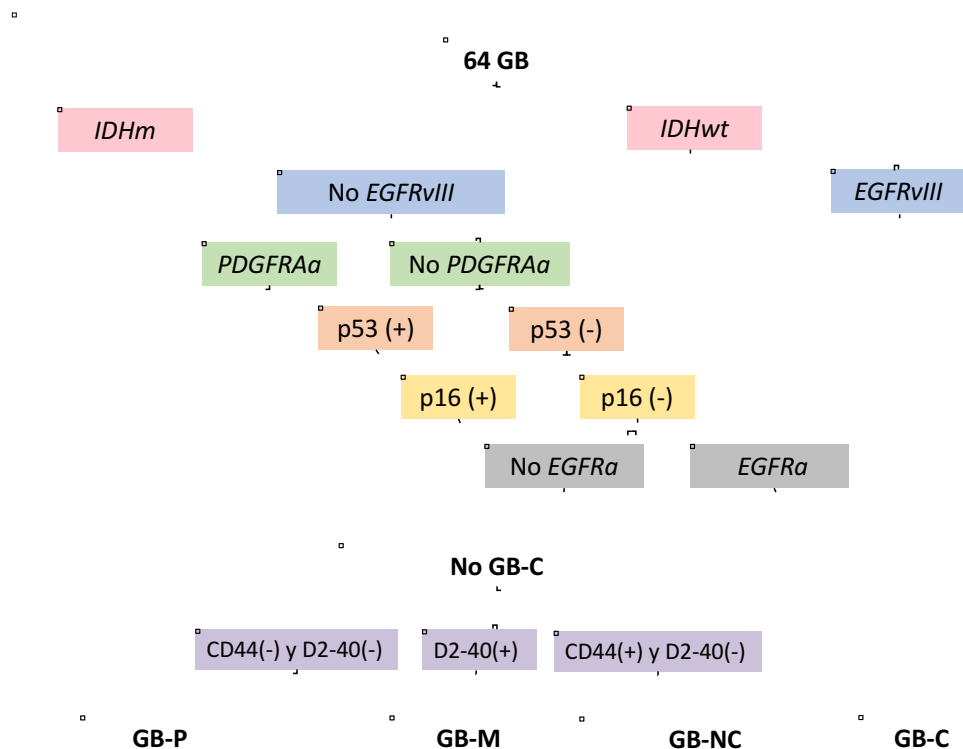 64 GB
IDHm
IDHwt
No EGFRvIII
EGFRvIII
PDGFRAa
No PDGFRAa
p53 (+)
p53 (-)
p16 (+)
p16 (-)
No EGFRa
EGFRa
No GB-C
CD44(-) y D2-40(-)
D2-40(+)
CD44(+) y D2-40(-)
GB-P
GB-M
GB-NC
GB-C